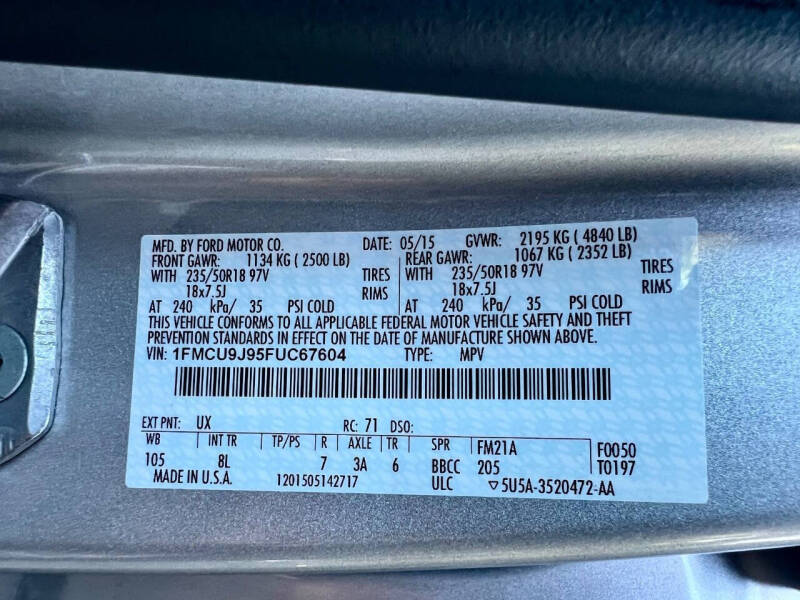 MFD. BY FORD MOTOR CO. DATE: 05/15 GVWR: 2195 KG ( 4840 LB)
FRONT GAWR: 1134 KG ( 2500 LB) REAR GAWR: 1067 KG ( 2352 LB)
WITH 235/50R18 97V TIRES WITH 235/50R18 97V TIRES
18x7.5J RIMS 18x7.5J RIMS
AT 240 kPa/ 35 PSI COLD AT 240 kPa/ 35 PSI COLD
THIS VEHICLE CONFORMS TO ALL APPLICABLE FEDERAL MOTOR VEHICLE SAFETY AND THEFT
PREVENTION STANDARDS IN EFFECT ON THE DATE OF MANUFACTURE SHOWN ABOVE.
VIN: 1FMCU9J95FUC67604 TYPE: MPV
EXT PNT: UX RC: 71 DSO:
WB INT TR TP/PS R AXLE TR SPR FM21A F0050
105 8L 7 3A 6 BBCC 205 T0197
MADE IN U.S.A. 1201505142717 ULC ▽5U5A-3520472-AA